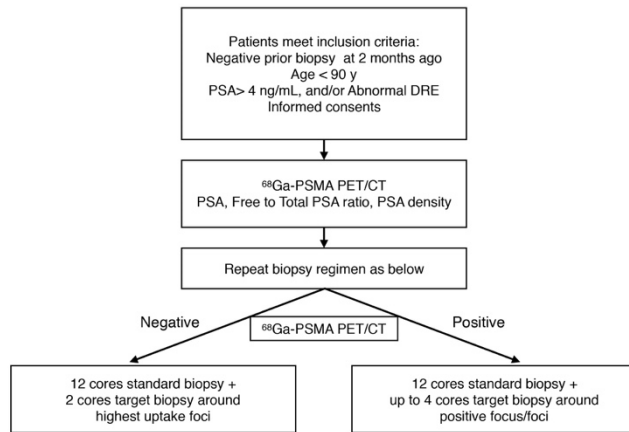 Patients meet inclusion criteria:
Negative prior biopsy at 2 months ago
Age < 90 y
PSA> 4 ng/mL, and/or Abnormal DRE
Informed consents
⁶⁸Ga-PSMA PET/CT
PSA, Free to Total PSA ratio, PSA density
Repeat biopsy regimen as below
Negative
⁶⁸Ga-PSMA PET/CT
Positive
12 cores standard biopsy +
2 cores target biopsy around
highest uptake foci
12 cores standard biopsy +
up to 4 cores target biopsy around
positive focus/foci